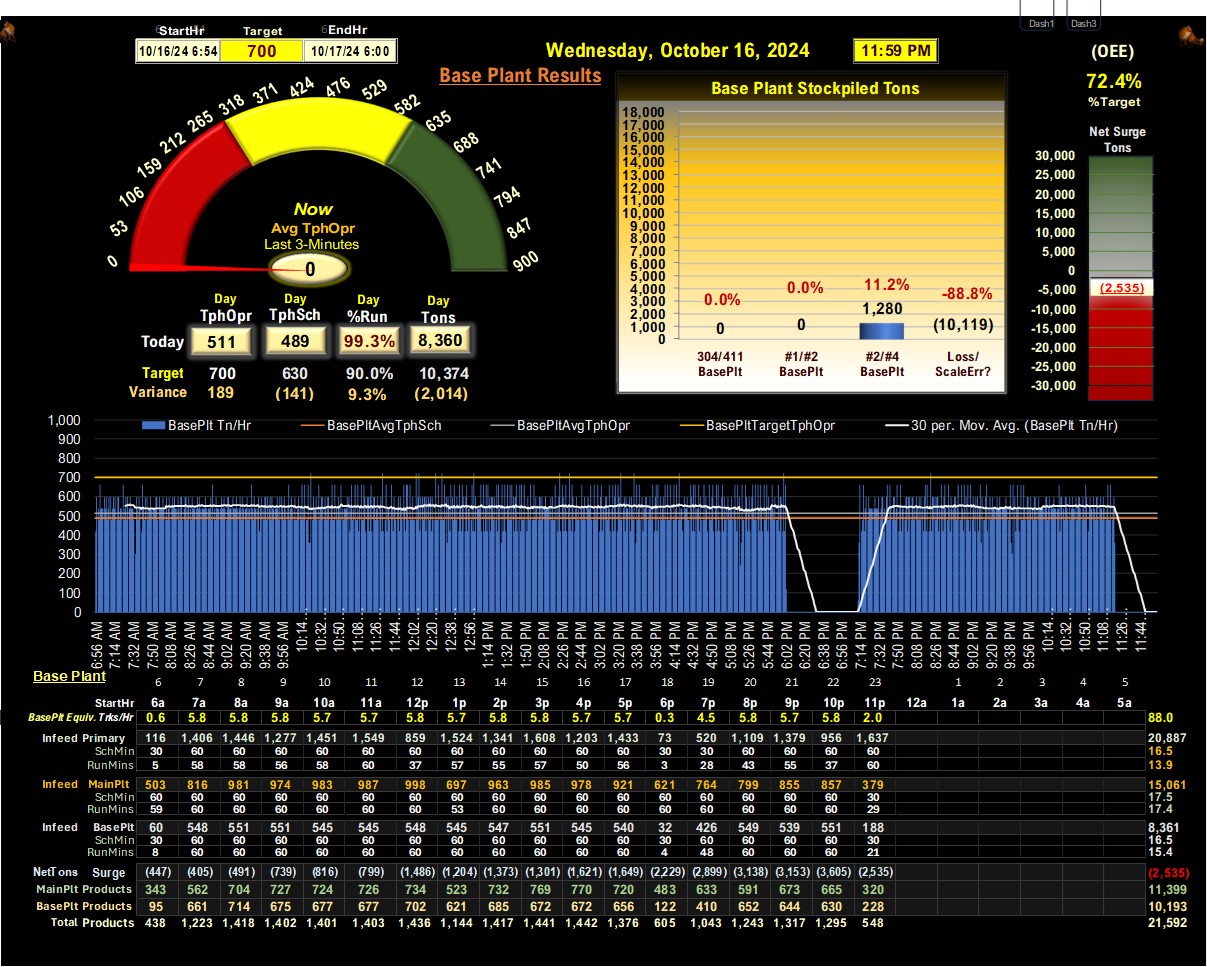 Dash1 Dash3
StartHr Target EndHr
10/16/24 6:54 700 10/17/24 6:00
Wednesday, October 16, 2024 11:59 PM
(OEE)
72.4%
%Target
Base Plant Results
Base Plant Stockpiled Tons
Net Surge
Tons
0 53 106 159 212 265 318 371 424 476 529 582 635 688 741 794 847 900
Now
Avg TphOpr
Last 3-Minutes
0
18,000
17,000
16,000
15,000
14,000
13,000
12,000
11,000
10,000
9,000
8,000
7,000
6,000
5,000
4,000
3,000
2,000
1,000
0
0.0% 0.0% 11.2% -88.8%
0 0 1,280 (10,119)
304/411 #1/#2 #2/#4 Loss/
BasePlt BasePlt BasePlt ScaleErr?
30,000
25,000
20,000
15,000
10,000
5,000
0
-5,000
-10,000
-15,000
-20,000
-25,000
-30,000
(2,535)
Day Day Day Day
TphOpr TphSch %Run Tons
Today 511 489 99.3% 8,360
Target 700 630 90.0% 10,374
Variance 189 (141) 9.3% (2,014)
BasePlt Tn/Hr BasePltAvgTphSch BasePltAvgTphOpr BasePltTargetTphOpr 30 per. Mov. Avg. (BasePlt Tn/Hr)
1,000
900
800
700
600
500
400
300
200
100
0
6:56 AM 7:14 AM 7:32 AM 7:50 AM 8:08 AM 8:26 AM 8:44 AM 9:02 AM 9:20 AM 9:38 AM 9:56 AM 10:14... 10:32... 10:50... 11:08... 11:26... 11:44... 12:02... 12:20... 12:38... 12:56... 1:14 PM 1:32 PM 1:50 PM 2:08 PM 2:26 PM 2:44 PM 3:02 PM 3:20 PM 3:38 PM 3:56 PM 4:14 PM 4:32 PM 4:50 PM 5:08 PM 5:26 PM 5:44 PM 6:02 PM 6:20 PM 6:38 PM 6:56 PM 7:14 PM 7:32 PM 7:50 PM 8:08 PM 8:26 PM 8:44 PM 9:02 PM 9:20 PM 9:38 PM 9:56 PM 10:14... 10:32... 10:50... 11:08... 11:26... 11:44...
Base Plant 6 7 8 9 10 11 12 13 14 15 16 17 18 19 20 21 22 23 1 2 3 4 5
StartHr 6a 7a 8a 9a 10a 11a 12p 1p 2p 3p 4p 5p 6p 7p 8p 9p 10p 11p 12a 1a 2a 3a 4a 5a
BasePlt Equiv. Trks/Hr 0.6 5.8 5.8 5.8 5.7 5.7 5.8 5.7 5.8 5.8 5.7 5.7 0.3 4.5 5.8 5.7 5.8 2.0 88.0
Infeed Primary 116 1,406 1,446 1,277 1,451 1,549 859 1,524 1,341 1,608 1,203 1,433 73 520 1,109 1,379 956 1,637 20,887
SchMin 30 60 60 60 60 60 60 60 60 60 60 60 30 30 60 60 60 60 16.5
RunMins 5 58 58 56 58 60 37 57 55 57 50 56 3 28 43 55 37 60 13.9
Infeed MainPlt 503 816 981 974 983 987 998 697 963 985 978 921 621 764 799 855 857 379 15,061
SchMin 60 60 60 60 60 60 60 60 60 60 60 60 60 60 60 60 60 30 17.5
RunMins 59 60 60 60 60 60 60 53 60 60 60 60 60 60 60 60 60 29 17.4
Infeed BasePlt 60 548 551 551 545 545 548 545 547 551 545 540 32 426 549 539 551 188 8,361
SchMin 30 60 60 60 60 60 60 60 60 60 60 60 30 60 60 60 60 30 16.5
RunMins 8 60 60 60 60 60 60 60 60 60 60 60 4 48 60 60 60 21 15.4
NetTons Surge (447) (405) (491) (739) (816) (799) (1,486) (1,204) (1,373) (1,301) (1,621) (1,649) (2,229) (2,899) (3,138) (3,153) (3,605) (2,535) (2,535)
MainPlt Products 343 562 704 727 724 726 734 523 732 769 770 720 483 633 591 673 665 320 11,399
BasePlt Products 95 661 714 675 677 677 702 621 685 672 672 656 122 410 652 644 630 228 10,193
Total Products 438 1,223 1,418 1,402 1,401 1,403 1,436 1,144 1,417 1,441 1,442 1,376 605 1,043 1,243 1,317 1,295 548 21,592